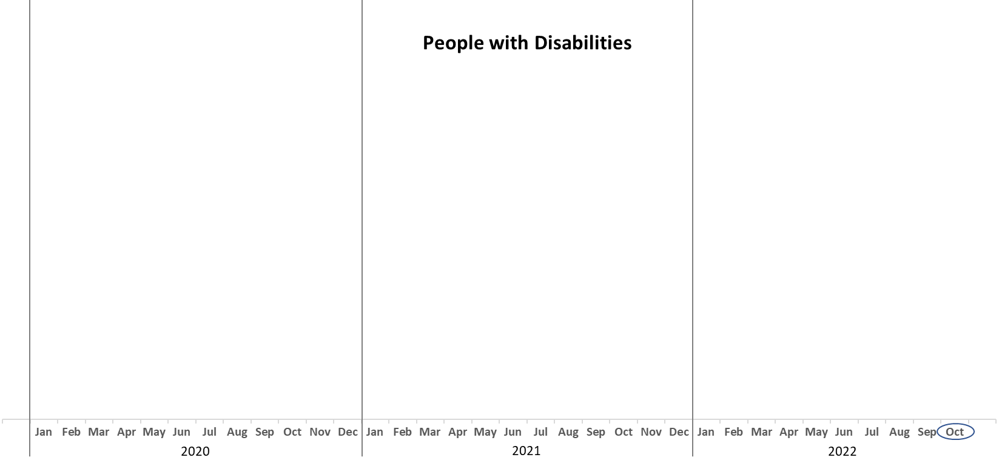 People with Disabilities
Jan Feb Mar Apr May Jun Jul Aug Sep Oct Nov Dec Jan Feb Mar Apr May Jun Jul Aug Sep Oct Nov Dec Jan Feb Mar Apr May Jun Jul Aug Sep Oct
2020 2021 2022